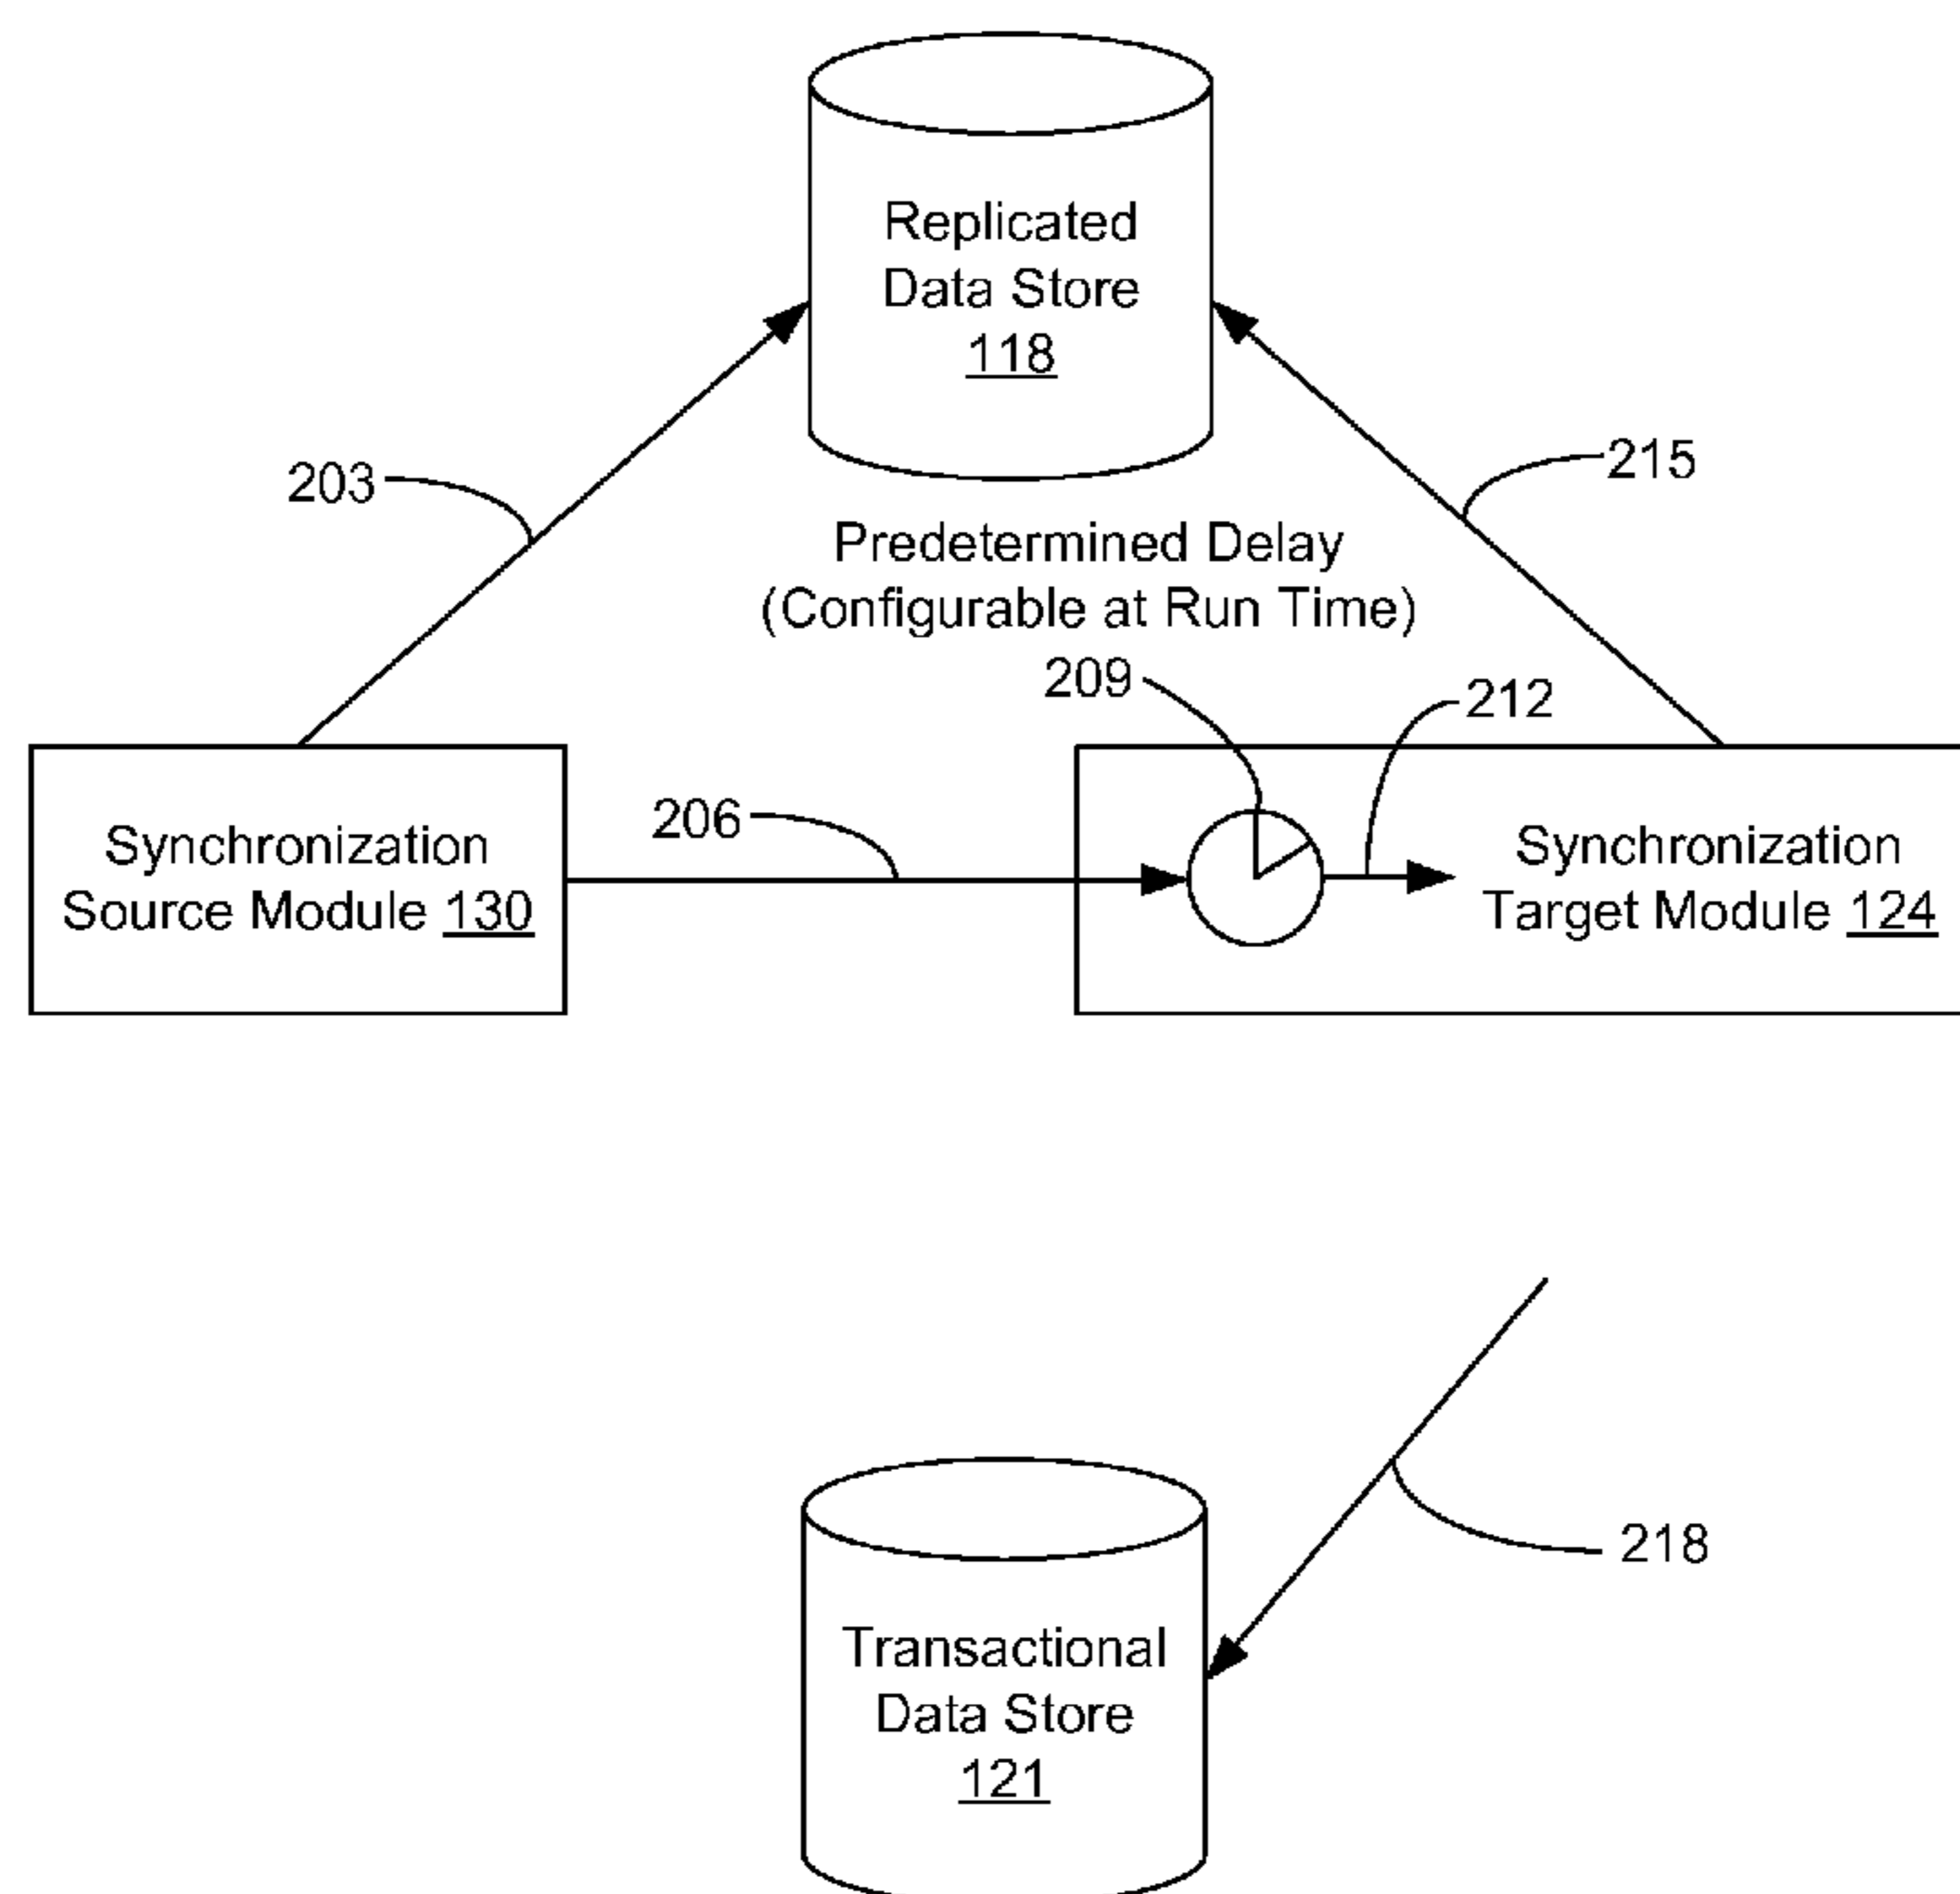 Replicated
Data Store
118
203
215
Predetermined Delay
(Configurable at Run Time)
209
212
206
Synchronization
Source Module 130
Synchronization
Target Module 124
218
Transactional
Data Store
121